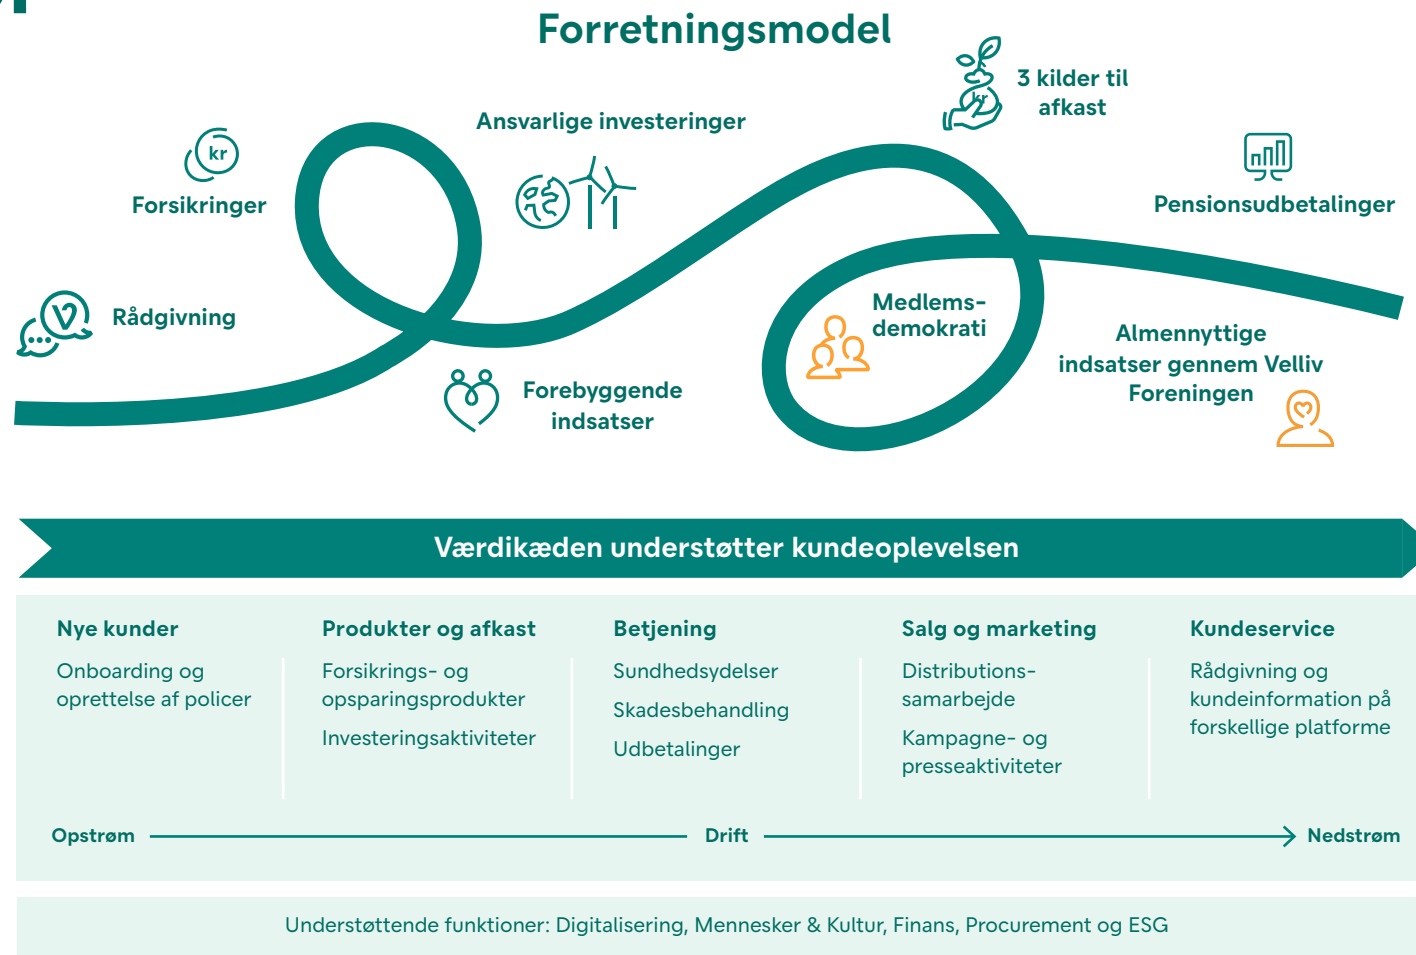 Forretningsmodel
3 kilder til
afkast
Ansvarlige investeringer
kr
kr
Forsikringer
Pensionsudbetalinger
Rådgivning
Medlems-
demokrati
Almennyttige
indsatser gennem Velliv
Foreningen
Forebyggende
indsatser
Værdikæden understøtter kundeoplevelsen
Nye kunder
Onboarding og
oprettelse af policer
Produkter og afkast
Forsikrings- og
opsparingsprodukter
Investeringsaktiviteter
Betjening
Sundhedsydelser
Skadesbehandling
Udbetalinger
Salg og marketing
Distributions-
samarbejde
Kampagne- og
presseaktiviteter
Kundeservice
Rådgivning og
kundeinformation på
forskellige platforme
Opstrøm
Drift
Nedstrøm
Understøttende funktioner: Digitalisering, Mennesker & Kultur, Finans, Procurement og ESG